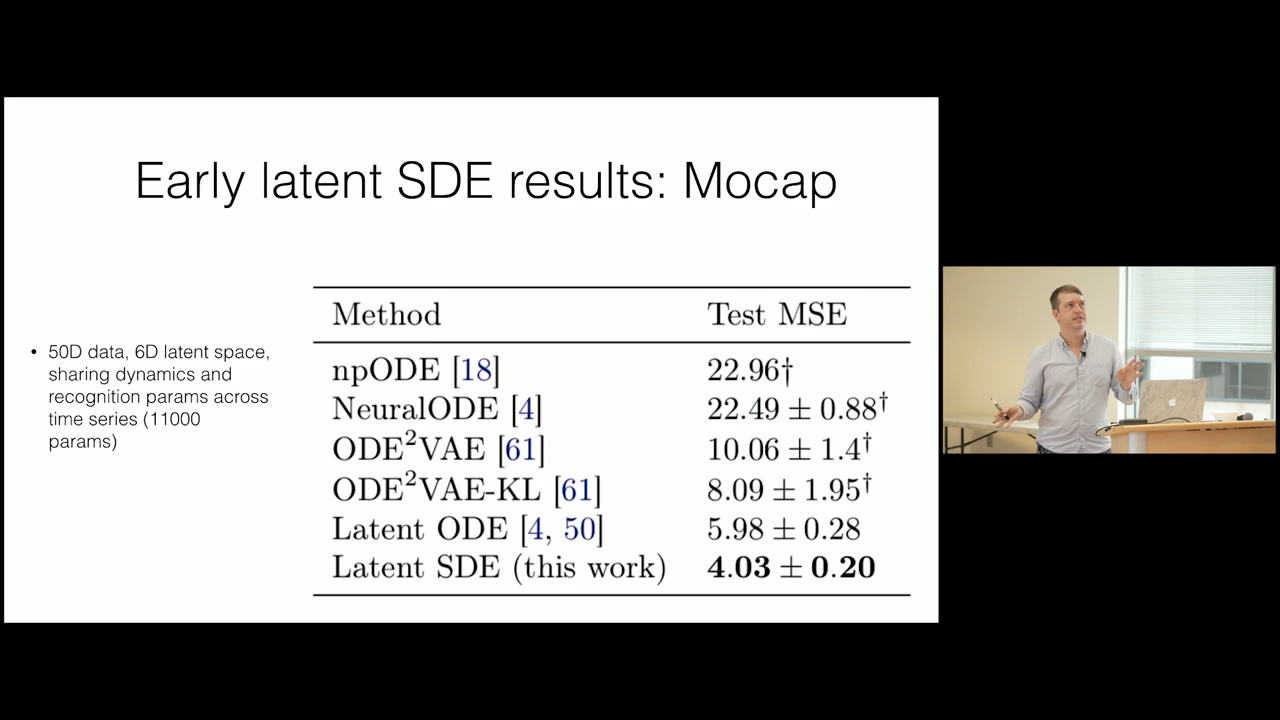 Early latent SDE results: Mocap
• 50D data, 6D latent space,
sharing dynamics and
recognition params across
time series (11000
params)
Method Test MSE
npODE [18] 22.96†
NeuralODE [4] 22.49 ± 0.88†
ODE²VAE [61] 10.06 ± 1.4†
ODE²VAE-KL [61] 8.09 ± 1.95†
Latent ODE [4, 50] 5.98 ± 0.28
Latent SDE (this work) 4.03 ± 0.20